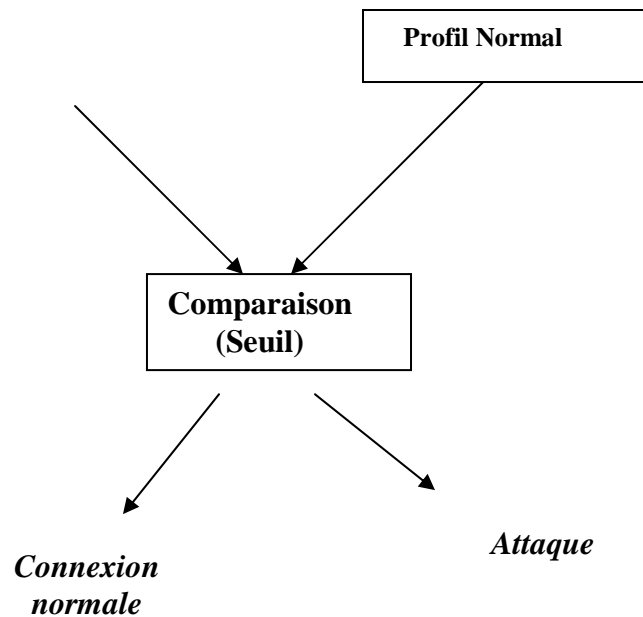 Profil Normal
Comparaison
(Seuil)
Attaque
Connexion
normale